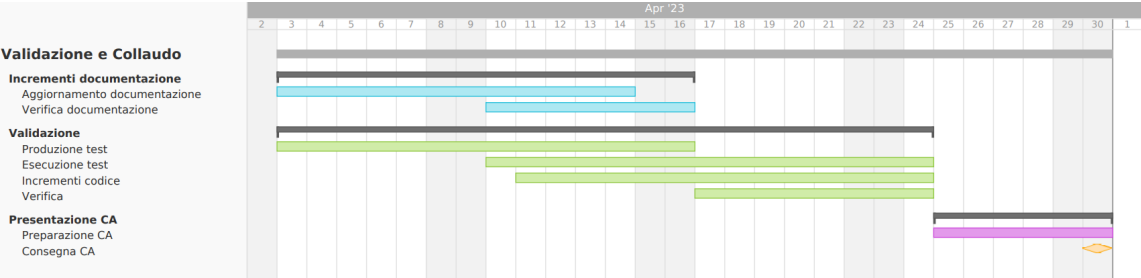 Apr '23
2 3 4 5 6 7 8 9 10 11 12 13 14 15 16 17 18 19 20 21 22 23 24 25 26 27 28 29 30 1
Validazione e Collaudo
Incrementi documentazione
Aggiornamento documentazione
Verifica documentazione
Validazione
Produzione test
Esecuzione test
Incrementi codice
Verifica
Presentazione CA
Preparazione CA
Consegna CA